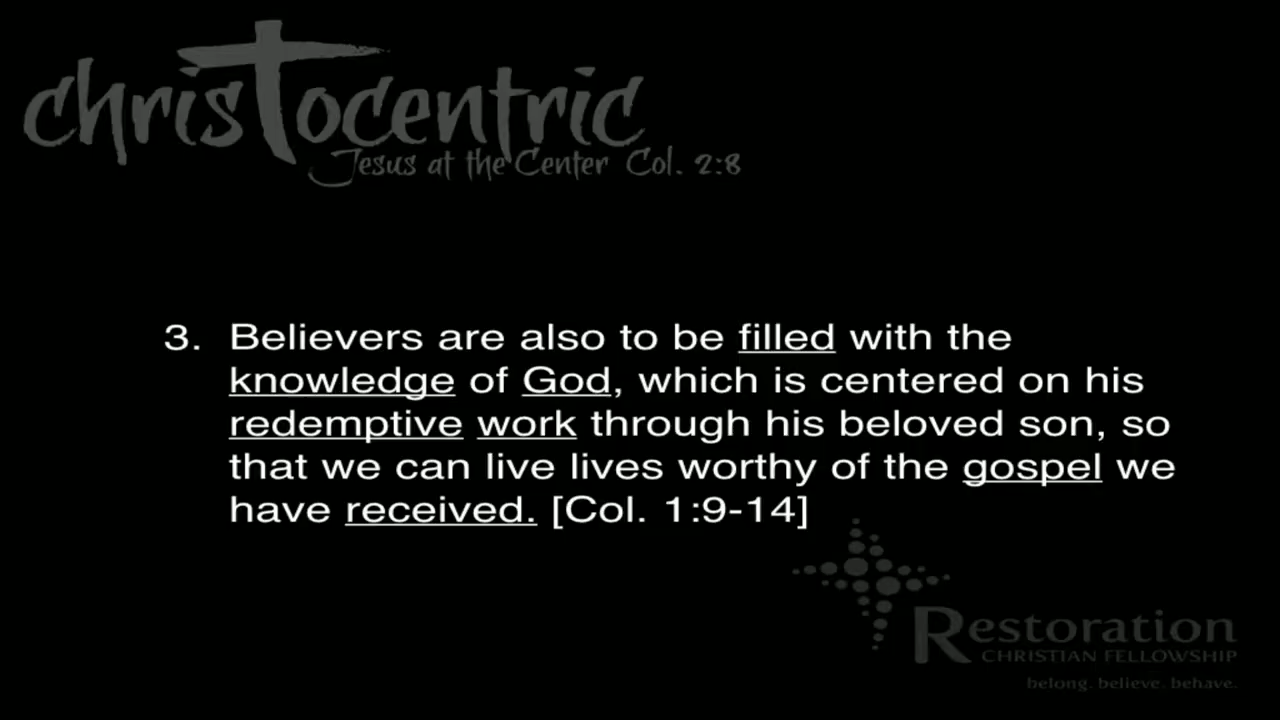 chrisTocentric
Jesus at the Center Col. 2:8
3. Believers are also to be filled with the
knowledge of God, which is centered on his
redemptive work through his beloved son, so
that we can live lives worthy of the gospel we
have received. [Col. 1:9-14]
Restoration
CHRISTIAN FELLOWSHIP
belong. believe. behave.